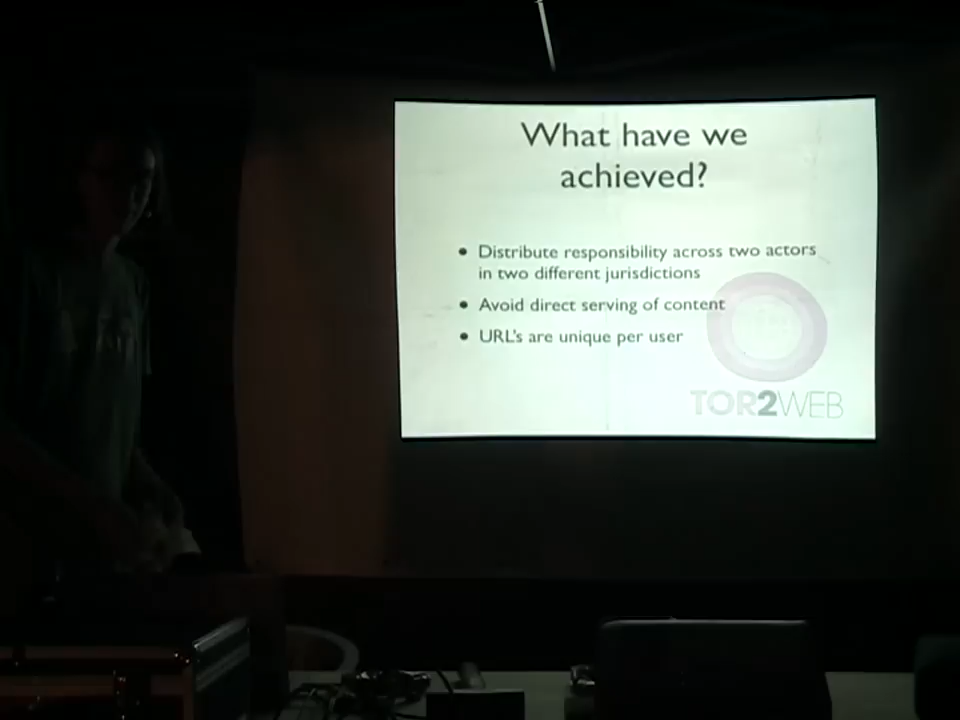 What have we
achieved?
• Distribute responsibility across two actors
in two different jurisdictions
• Avoid direct serving of content
• URL's are unique per user
TOR2WEB